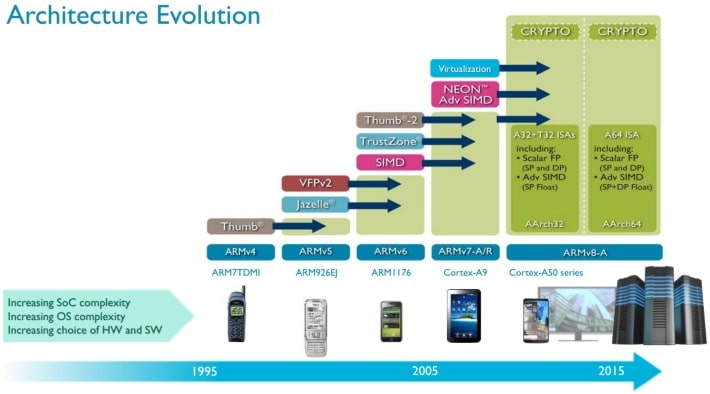 Architecture Evolution
CRYPTO CRYPTO
Virtualization
NEON™
Adv SIMD
Thumb®-2
A32+T32 ISAs
including:
• Scalar FP
(SP and DP)
• Adv SIMD
(SP Float)
AArch32
A64 ISA
including:
• Scalar FP
(SP and DP)
• Adv SIMD
(SP+DP Float)
AArch64
TrustZone®
SIMD
VFPv2
Jazelle®
Thumb®
ARMv4 ARMv5 ARMv6 ARMv7-A/R ARMv8-A
ARM7TDMI ARM926EJ ARM1176 Cortex-A9 Cortex-A50 series
Increasing SoC complexity
Increasing OS complexity
Increasing choice of HW and SW
1995 2005 2015